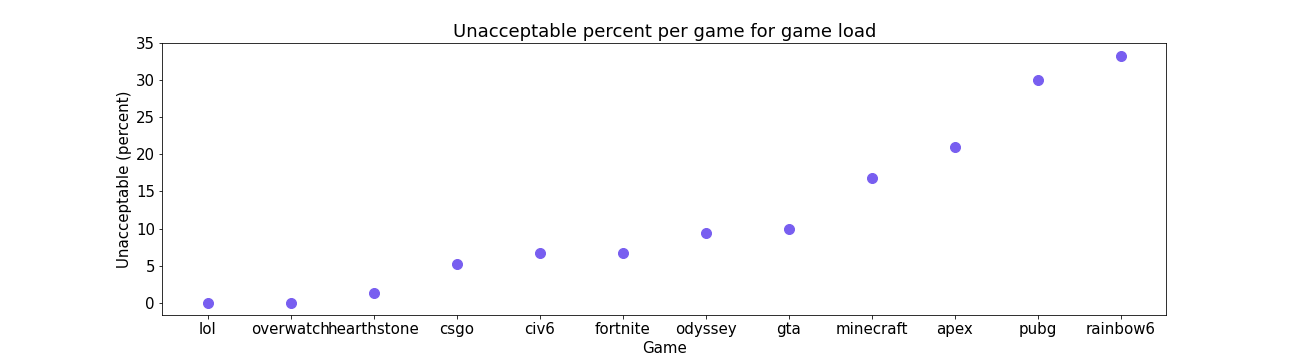 Unacceptable percent per game for game load
Unacceptable (percent)
35
30
25
20
15
10
5
0
lol overwatch hearthstone csgo civ6 fortnite odyssey gta minecraft apex pubg rainbow6
Game